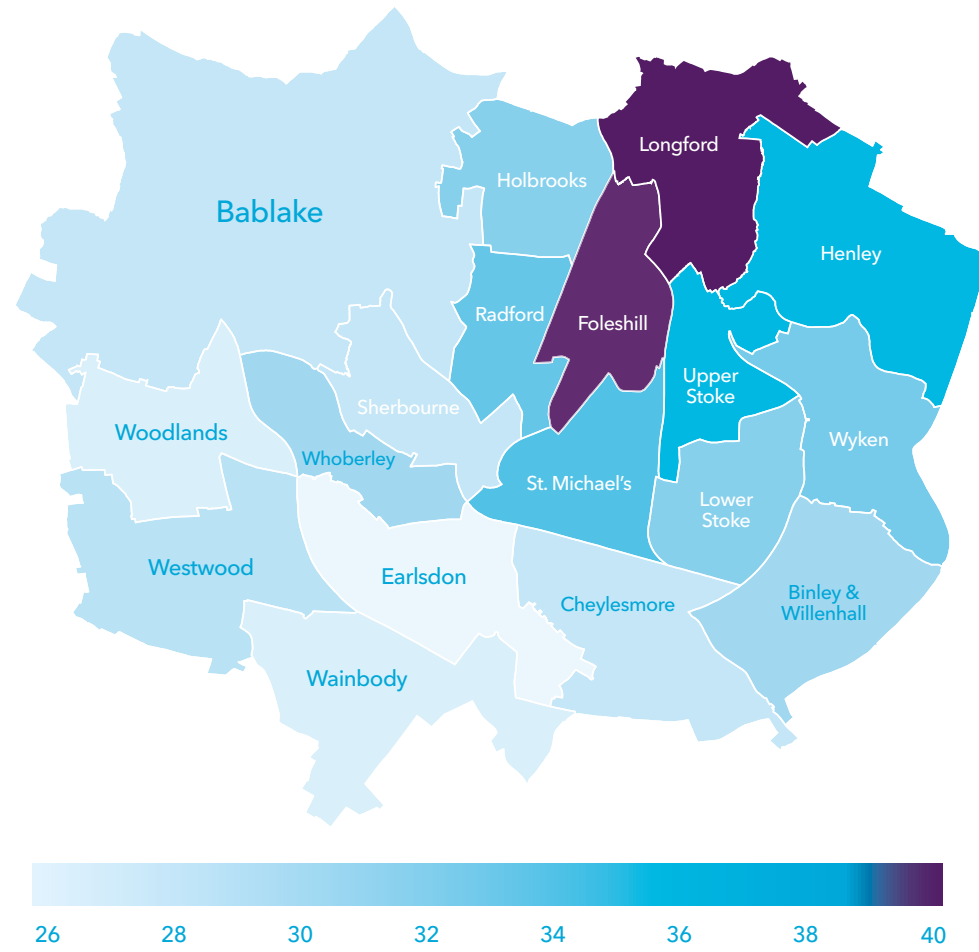 Longford
Holbrooks
Bablake
Henley
Radford
Foleshill
Upper
Stoke
Sherbourne
Woodlands
Wyken
Whoberley
St. Michael's
Lower
Stoke
Westwood
Earlsdon
Cheylesmore
Binley &
Willenhall
Wainbody
26 28 30 32 34 36 38 40